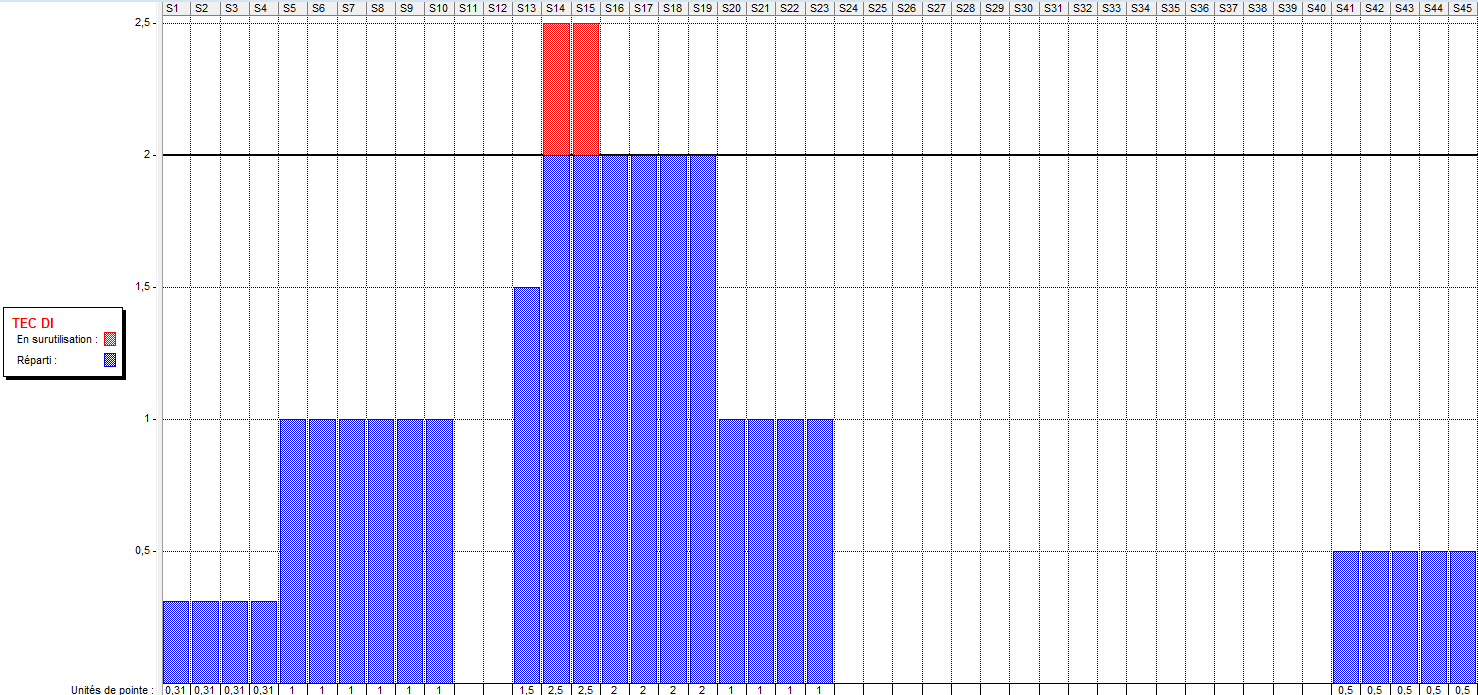 S1 S2 S3 S4 S5 S6 S7 S8 S9 S10 S11 S12 S13 S14 S15 S16 S17 S18 S19 S20 S21 S22 S23 S24 S25 S26 S27 S28 S29 S30 S31 S32 S33 S34 S35 S36 S37 S38 S39 S40 S41 S42 S43 S44 S45
2,5
2
1,5
TEC DI
En surutilisation :
Réparti :
1
0,5
Unités de pointe : 0,31 0,31 0,31 0,31 1 1 1 1 1 1 1,5 2,5 2,5 2 2 2 2 1 1 1 1 0,5 0,5 0,5 0,5 0,5